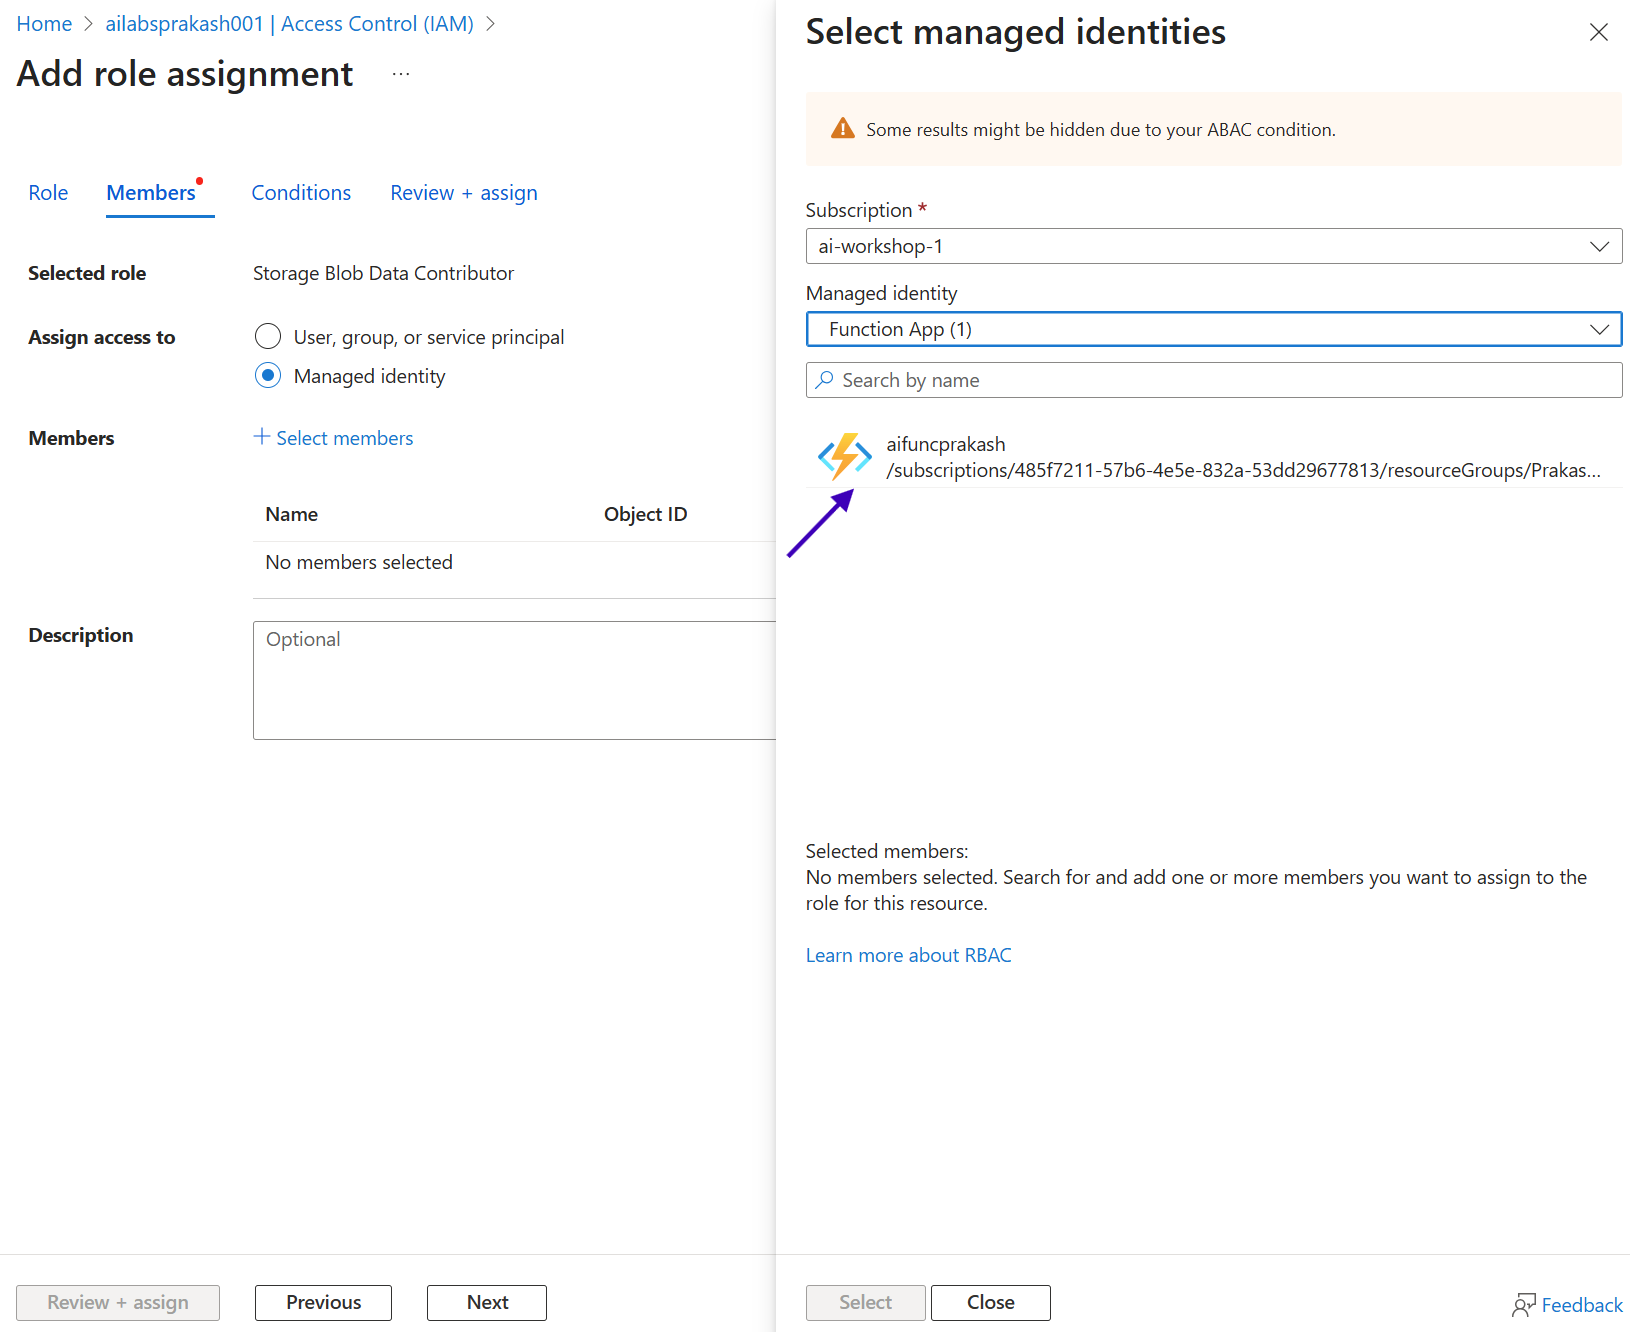 Home > ailabsprakash001 | Access Control (IAM) >
Add role assignment ...
Role Members Conditions Review + assign
Selected role Storage Blob Data Contributor
Assign access to User, group, or service principal
Managed identity
Members + Select members
Name Object ID
No members selected
Description Optional
Review + assign Previous Next
Select managed identities
Some results might be hidden due to your ABAC condition.
Subscription *
ai-workshop-1
Managed identity
Function App (1)
Search by name
aifuncprakash
/subscriptions/485f7211-57b6-4e5e-832a-53dd29677813/resourceGroups/Prakas...
Selected members:
No members selected. Search for and add one or more members you want to assign to the
role for this resource.
Learn more about RBAC
Select Close Feedback